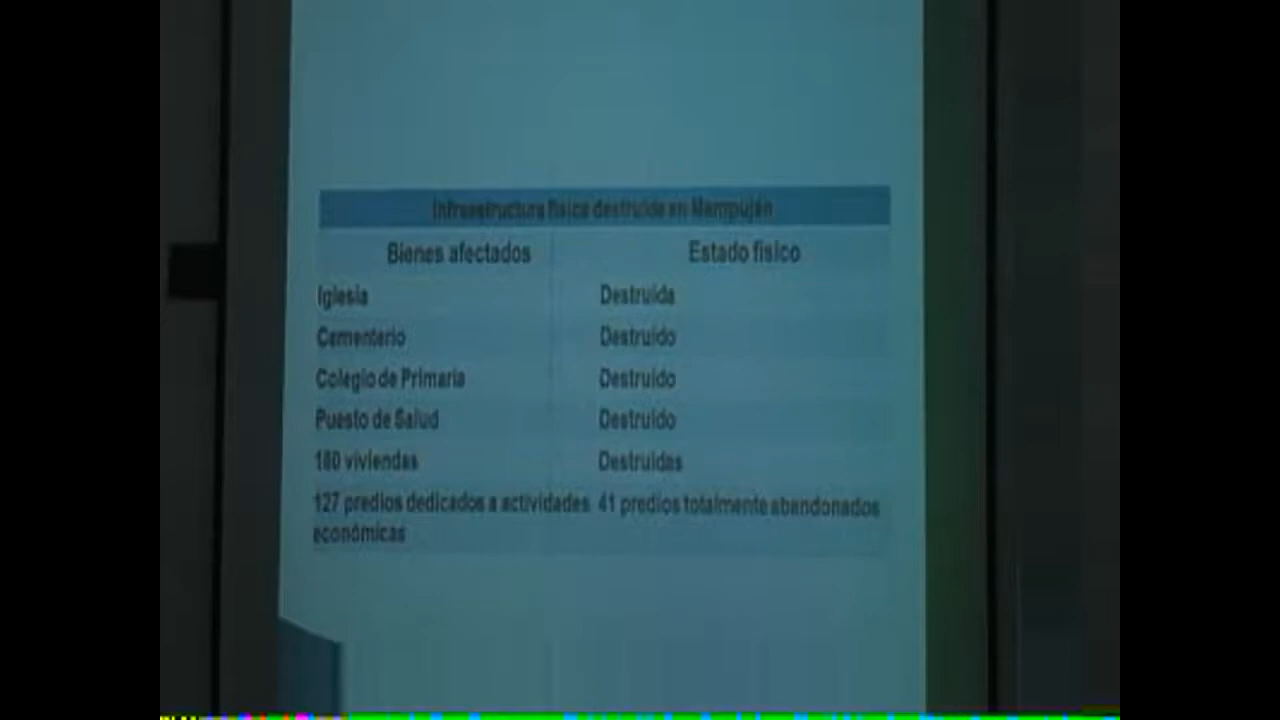 Infraestructura física destruida en Mampuján
Bienes afectados Estado físico
Iglesia Destruida
Cementerio Destruido
Colegio de Primaria Destruido
Puesto de Salud Destruido
180 viviendas Destruidas
127 predios dedicados a actividades 41 predios totalmente abandonados
económicas